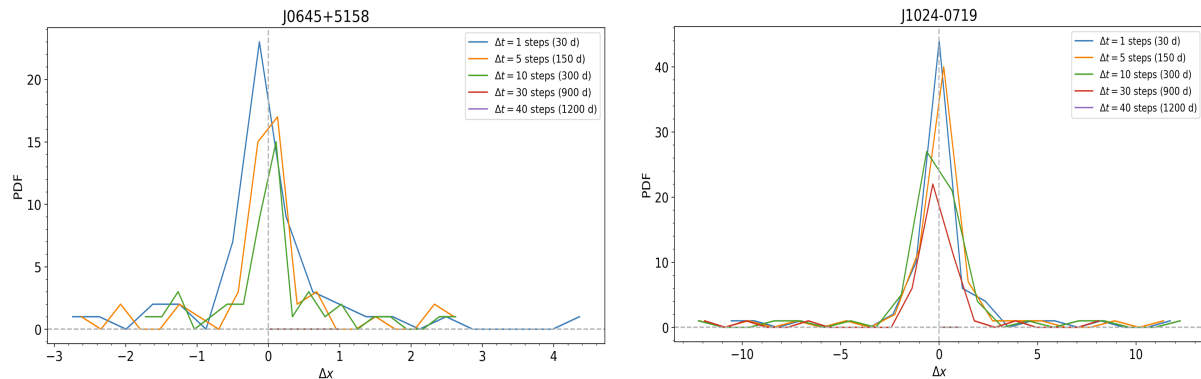 J0645+5158
PDF
20
15
10
5
0
−3
−2
−1
0
1
2
3
4
Δx
Δt = 1 steps (30 d)
Δt = 5 steps (150 d)
Δt = 10 steps (300 d)
Δt = 30 steps (900 d)
Δt = 40 steps (1200 d)
J1024-0719
PDF
40
30
20
10
0
−10
−5
0
5
10
Δx
Δt = 1 steps (30 d)
Δt = 5 steps (150 d)
Δt = 10 steps (300 d)
Δt = 30 steps (900 d)
Δt = 40 steps (1200 d)